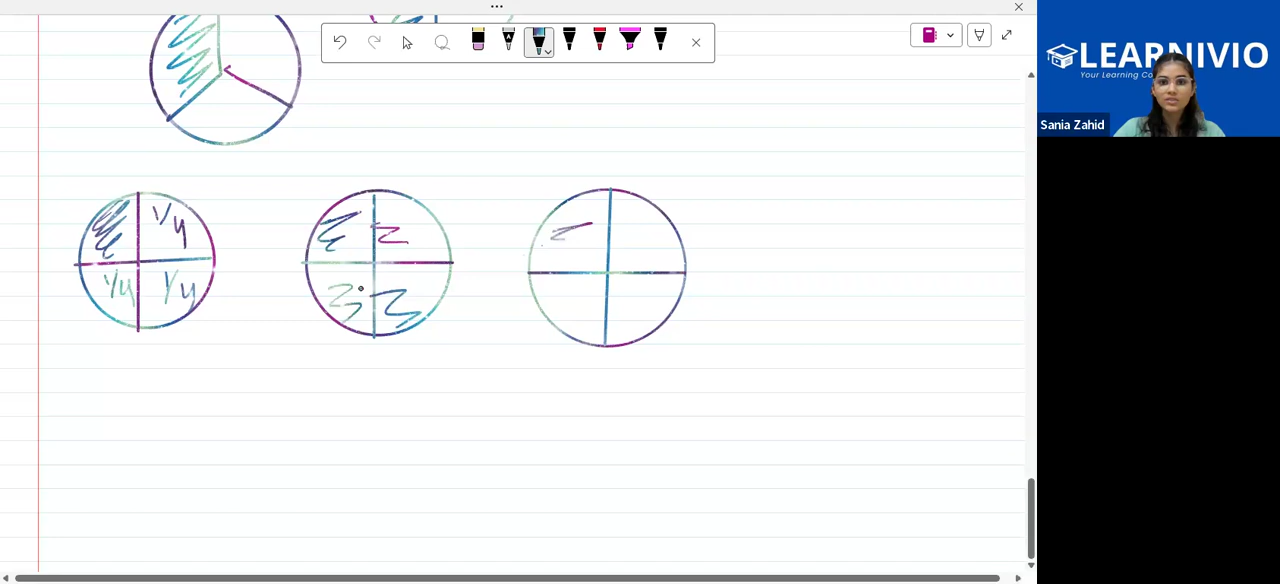 LEARNIVIO
Your Learning Co
Sania Zahid
1/4
1/4 1/4